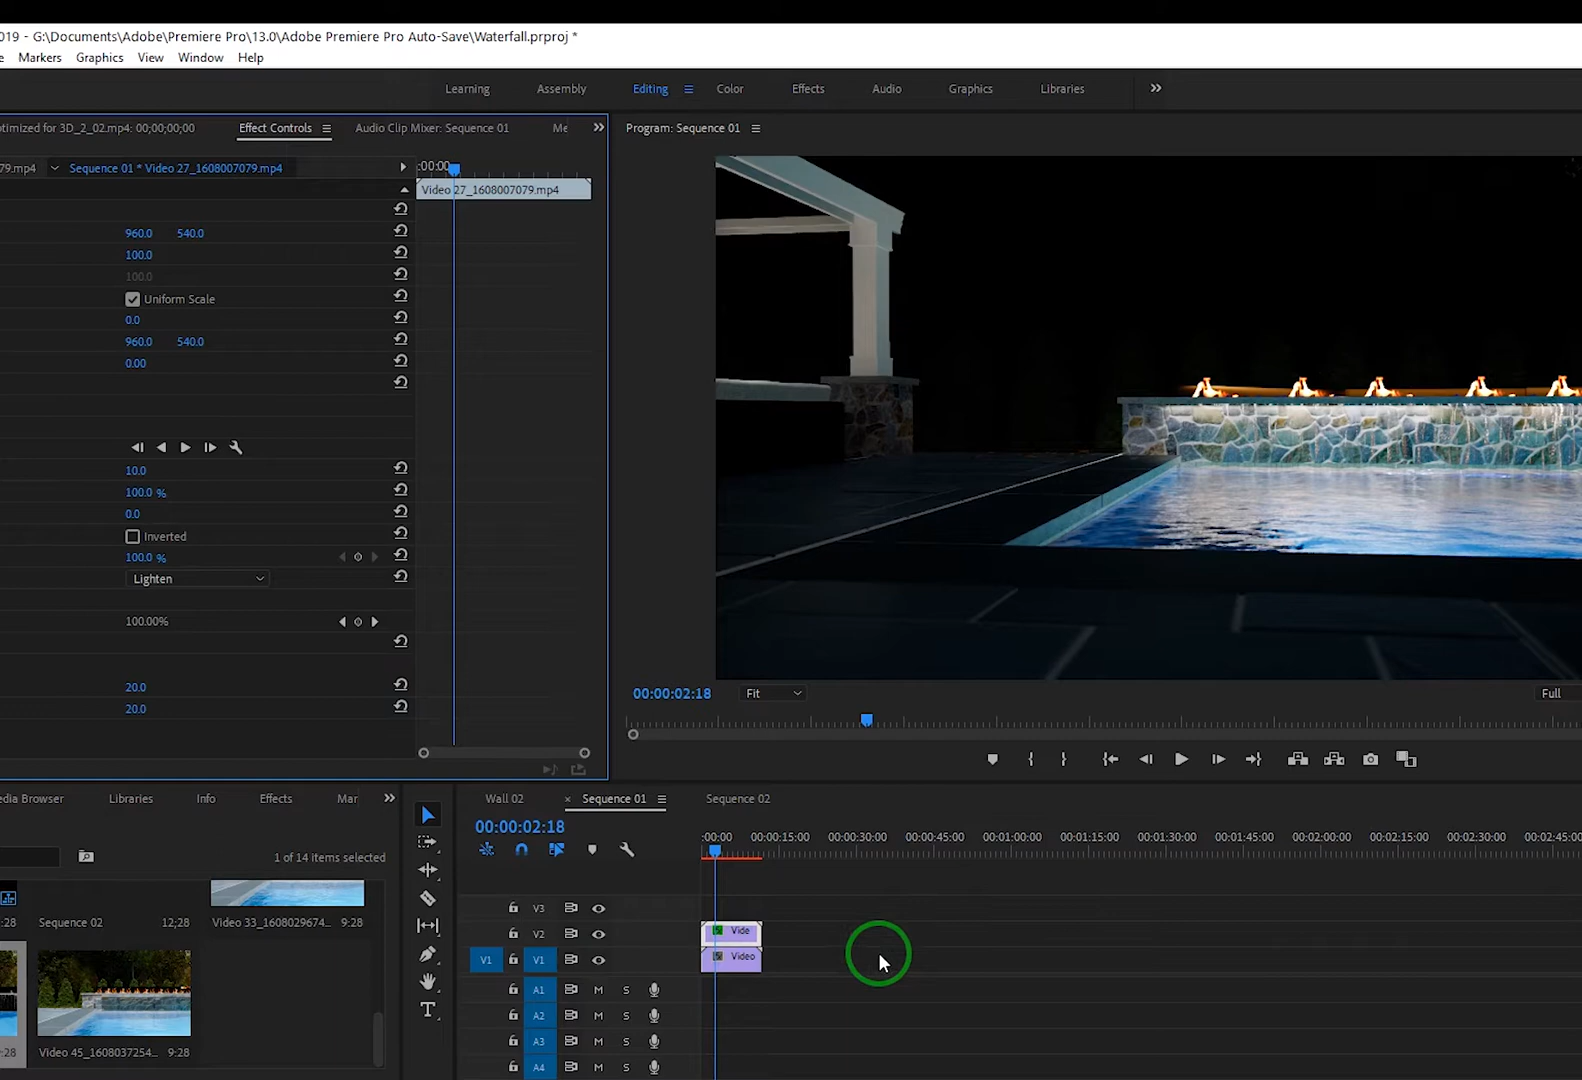 019 - G:\Documents\Adobe\Premiere Pro\13.0\Adobe Premiere Pro Auto-Save\Waterfall.prproj *
e Markers Graphics View Window Help
Learning Assembly Editing Color Effects Audio Graphics Libraries
timized for 3D_2_02.mp4: 00;00;00;00 Effect Controls Audio Clip Mixer: Sequence 01 Me
Program: Sequence 01
79.mp4 Sequence 01 * Video 27_1608007079.mp4
:00:00
Video 27_1608007079.mp4
960.0 540.0
100.0
100.0
Uniform Scale
0.0
960.0 540.0
0.00
10.0
100.0 %
0.0
Inverted
100.0 %
Lighten
100.00%
20.0
20.0
00:00:02:18 Fit Full
edia Browser Libraries Info Effects Mar
Wall 02 × Sequence 01 Sequence 02
00:00:02:18
:00:00 00:00:15:00 00:00:30:00 00:00:45:00 00:01:00:00 00:01:15:00 00:01:30:00 00:01:45:00 00:02:00:00 00:02:15:00 00:02:30:00 00:02:45:00
1 of 14 items selected
:28 Sequence 02 12;28 Video 33_1608029674... 9:28
9:28 Video 45_1608037254... 9:28
V3
V2 Vide
V1 V1 Video
A1 M S
A2 M S
A3 M S
A4 M S